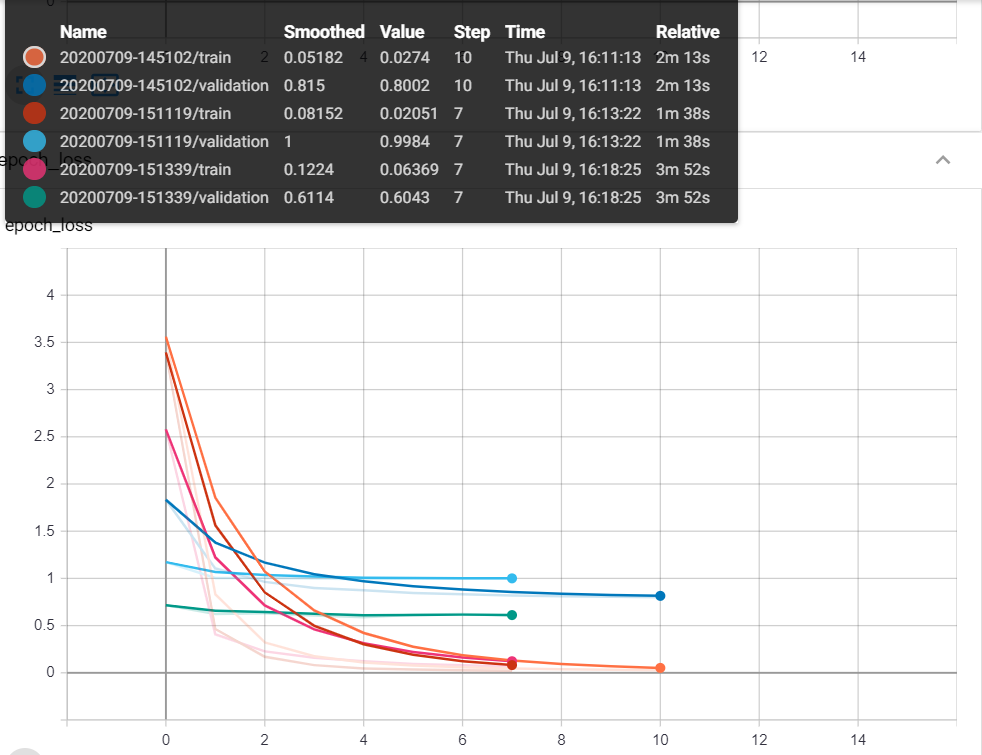 0
Name Smoothed Value Step Time Relative
20200709-145102/train 0.05182 0.0274 10 Thu Jul 9, 16:11:13 2m 13s
20200709-145102/validation 0.815 0.8002 10 Thu Jul 9, 16:11:13 2m 13s
20200709-151119/train 0.08152 0.02051 7 Thu Jul 9, 16:13:22 1m 38s
20200709-151119/validation 1 0.9984 7 Thu Jul 9, 16:13:22 1m 38s
20200709-151339/train 0.1224 0.06369 7 Thu Jul 9, 16:18:25 3m 52s
20200709-151339/validation 0.6114 0.6043 7 Thu Jul 9, 16:18:25 3m 52s
2 4 12 14
epoch_loss
epoch_loss
4
3.5
3
2.5
2
1.5
1
0.5
0
0 2 4 6 8 10 12 14